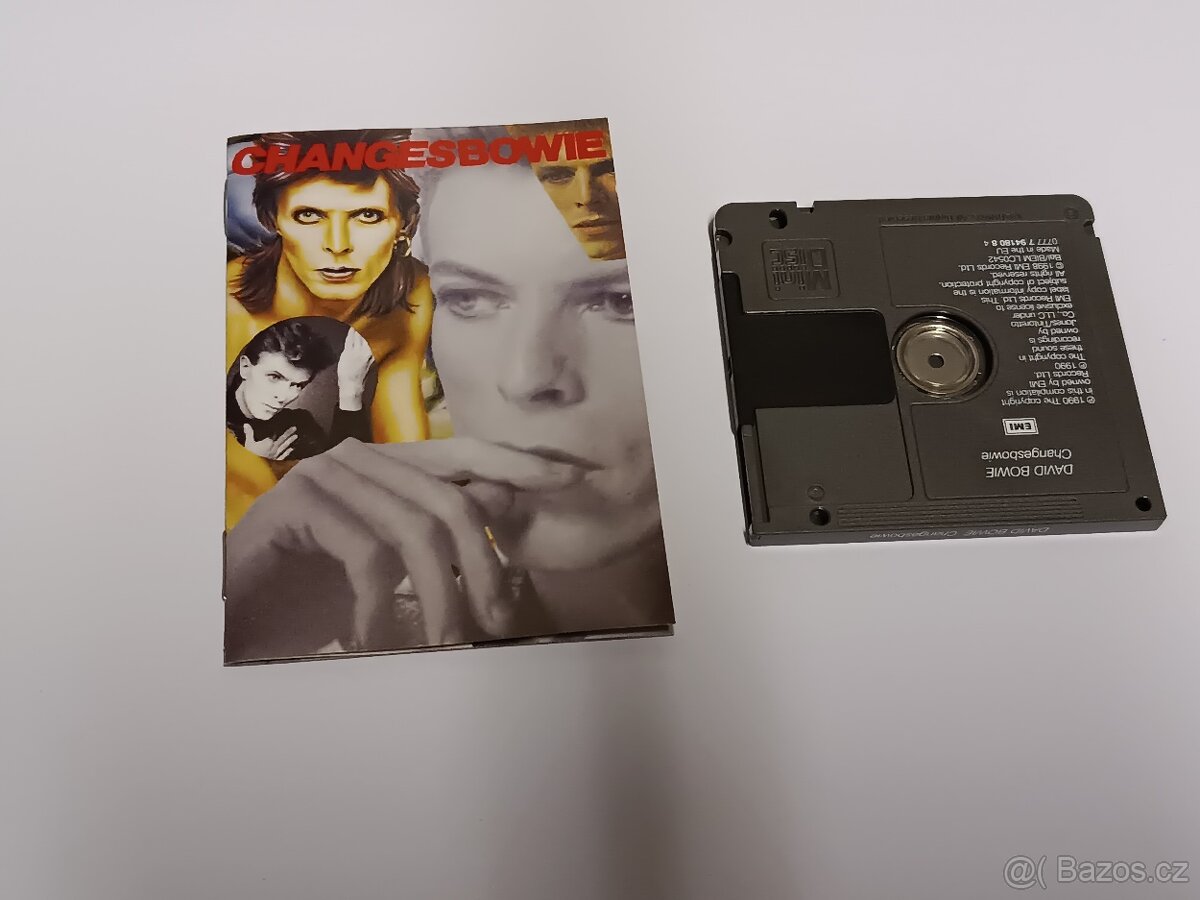 CHANGESBOWIE
DAVID BOWIE
Changesbowie
EMI
℗ 1990 The copyright
in this compilation is
owned by EMI
Records Ltd.
℗ 1990
The copyright in
these sound
recordings is
owned by
Jones/Tintoretto
Co., LLC under
exclusive license to
EMI Records Ltd. This
label copy information is the
subject of copyright protection.
All rights reserved.
© 1998 EMI Records Ltd.
Bel/BIEM LC0542
Made in the EU
0777 7 94180 8 4
Mini
DISC
DAVID BOWIE Changesbowie
@( Bazos.cz